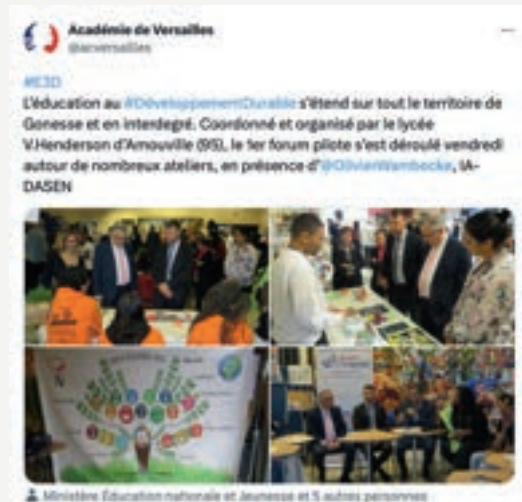 Académie de Versailles
@acversailles
#E3D
L'éducation au #DéveloppementDurable s'étend sur tout le territoire de
Gonesse et en interdegré. Coordonné et organisé par le lycée
V.Henderson d'Arnouville (95), le 1er forum pilote s'est déroulé vendredi
autour de nombreux ateliers, en présence d'@OlivierWambecke, IA-
DASEN
Ministère Éducation nationale et Jeunesse et 5 autres personnes